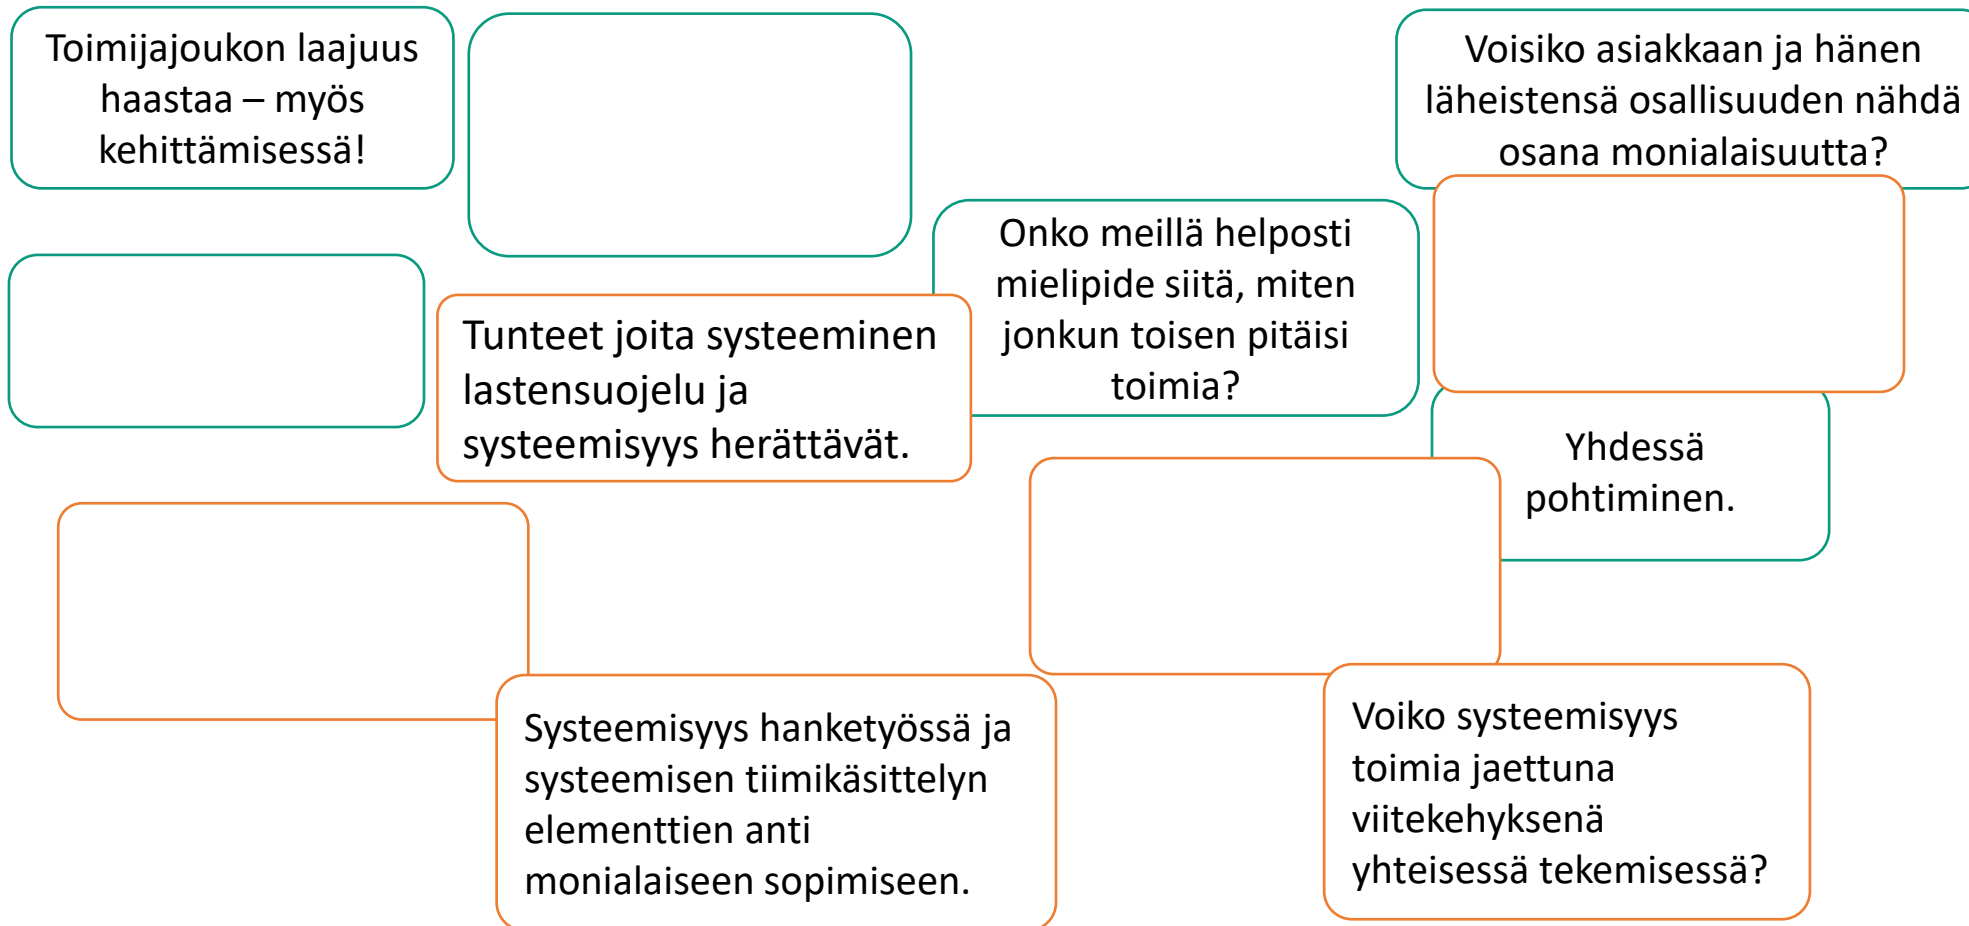 Toimijajoukon laajuus
haastaa – myös
kehittämisessä!
Voisiko asiakkaan ja hänen
läheistensä osallisuuden nähdä
osana monialaisuutta?
Onko meillä helposti
mielipide siitä, miten
jonkun toisen pitäisi
toimia?
Tunteet joita systeeminen
lastensuojelu ja
systeemisyys herättävät.
Yhdessä
pohtiminen.
Systeemisyys hanketyössä ja
systeemisen tiimikäsittelyn
elementtien anti
monialaiseen sopimiseen.
Voiko systeemisyys
toimia jaettuna
viitekehyksenä
yhteisessä tekemisessä?